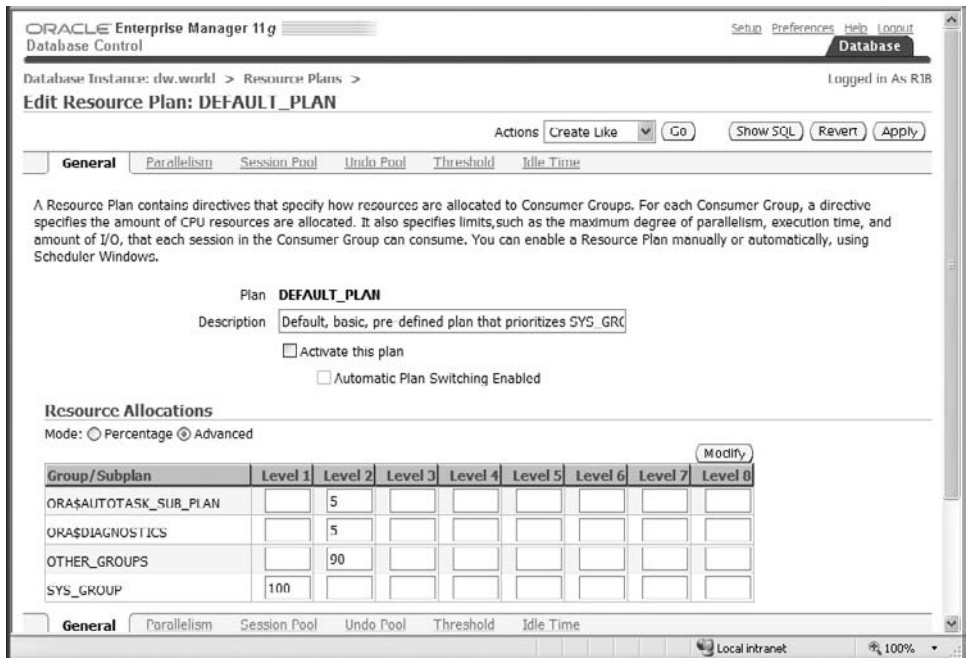 ORACLE Enterprise Manager 11g
Setup Preferences Help Logout
Database Control
Database
Database Instance: dw.world > Resource Plans >
Logged in As RJB
Edit Resource Plan: DEFAULT_PLAN
Actions Create Like Go Show SQL Revert Apply
General Parallelism Session Pool Undo Pool Threshold Idle Time
A Resource Plan contains directives that specify how resources are allocated to Consumer Groups. For each Consumer Group, a directive
specifies the amount of CPU resources are allocated. It also specifies limits,such as the maximum degree of parallelism, execution time, and
amount of I/O, that each session in the Consumer Group can consume. You can enable a Resource Plan manually or automatically, using
Scheduler Windows.
Plan DEFAULT_PLAN
Description Default, basic, pre-defined plan that prioritizes SYS_GRO
Activate this plan
Automatic Plan Switching Enabled
Resource Allocations
Mode: Percentage Advanced
Modify
Group/Subplan Level 1 Level 2 Level 3 Level 4 Level 5 Level 6 Level 7 Level 8
ORA$AUTOTASK_SUB_PLAN 5
ORA$DIAGNOSTICS 5
OTHER_GROUPS 90
SYS_GROUP 100
General Parallelism Session Pool Undo Pool Threshold Idle Time
Local intranet 100%